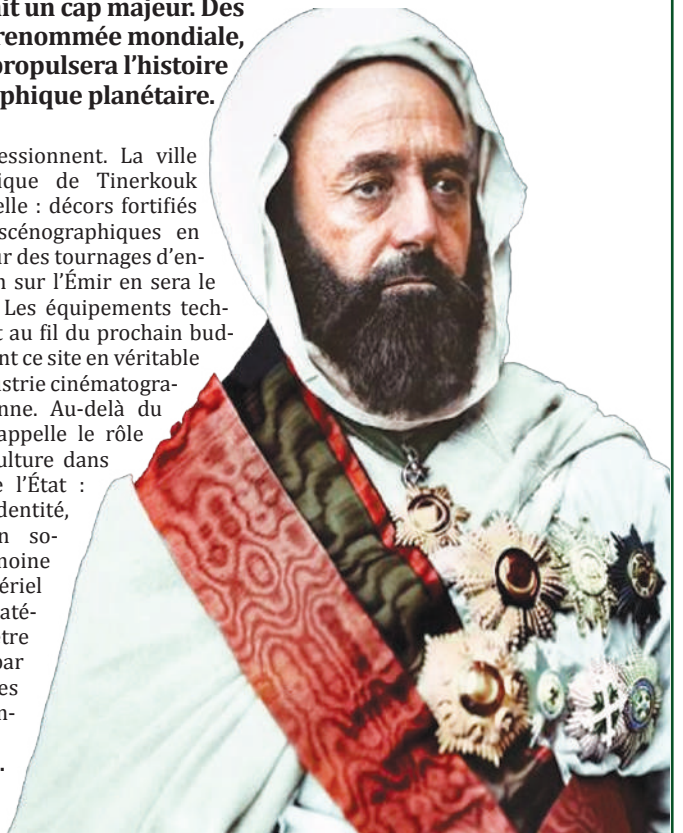 it un cap majeur. Des
renommée mondiale,
propulsera l'histoire
phique planétaire.
essionnent. La ville
ique de Tinerkouk
elle : décors fortifiés
scénographiques en
ur des tournages d'en-
n sur l'Émir en sera le
Les équipements tech-
t au fil du prochain bud-
nt ce site en véritable
strie cinématogra-
nne. Au-delà du
appelle le rôle
ulture dans
e l'État :
dentité,
n so-
moine
ériel
até-
tre
par
es
n-
.